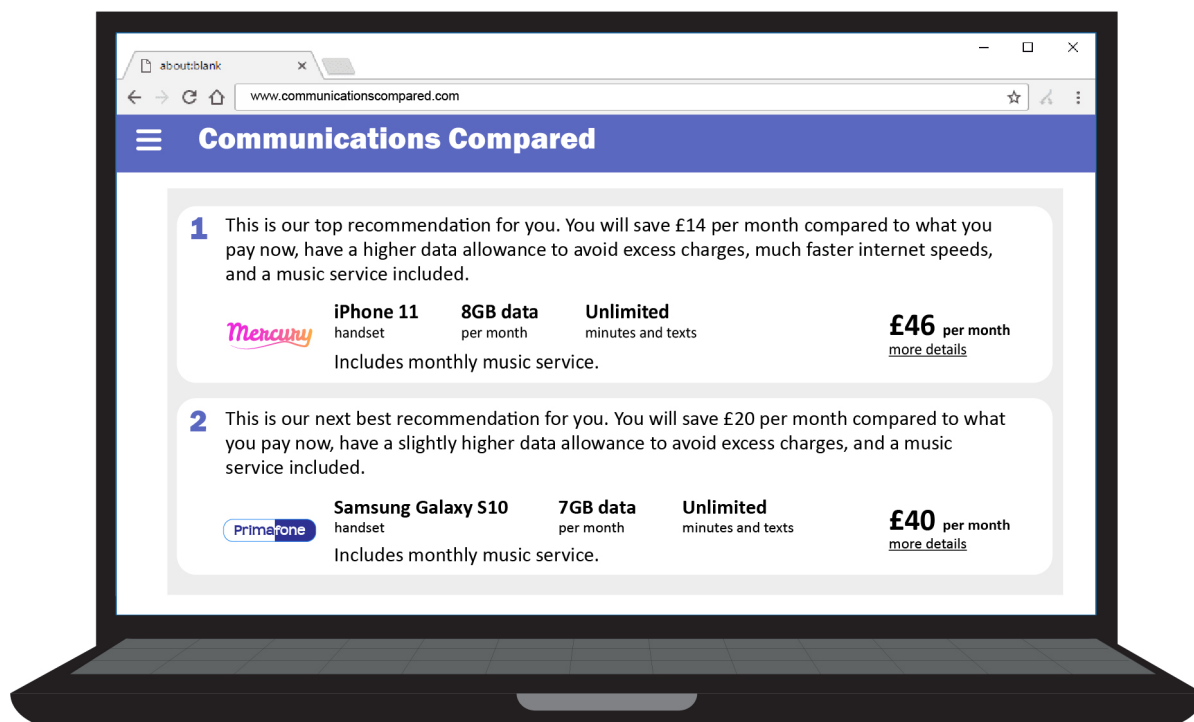 about:blank
www.communicationscompared.com
Communications Compared
1 This is our top recommendation for you. You will save £14 per month compared to what you
pay now, have a higher data allowance to avoid excess charges, much faster internet speeds,
and a music service included.
Mercury
iPhone 11 8GB data Unlimited
handset per month minutes and texts
Includes monthly music service.
£46 per month
more details
2 This is our next best recommendation for you. You will save £20 per month compared to what
you pay now, have a slightly higher data allowance to avoid excess charges, and a music
service included.
Primafone
Samsung Galaxy S10 7GB data Unlimited
handset per month minutes and texts
Includes monthly music service.
£40 per month
more details